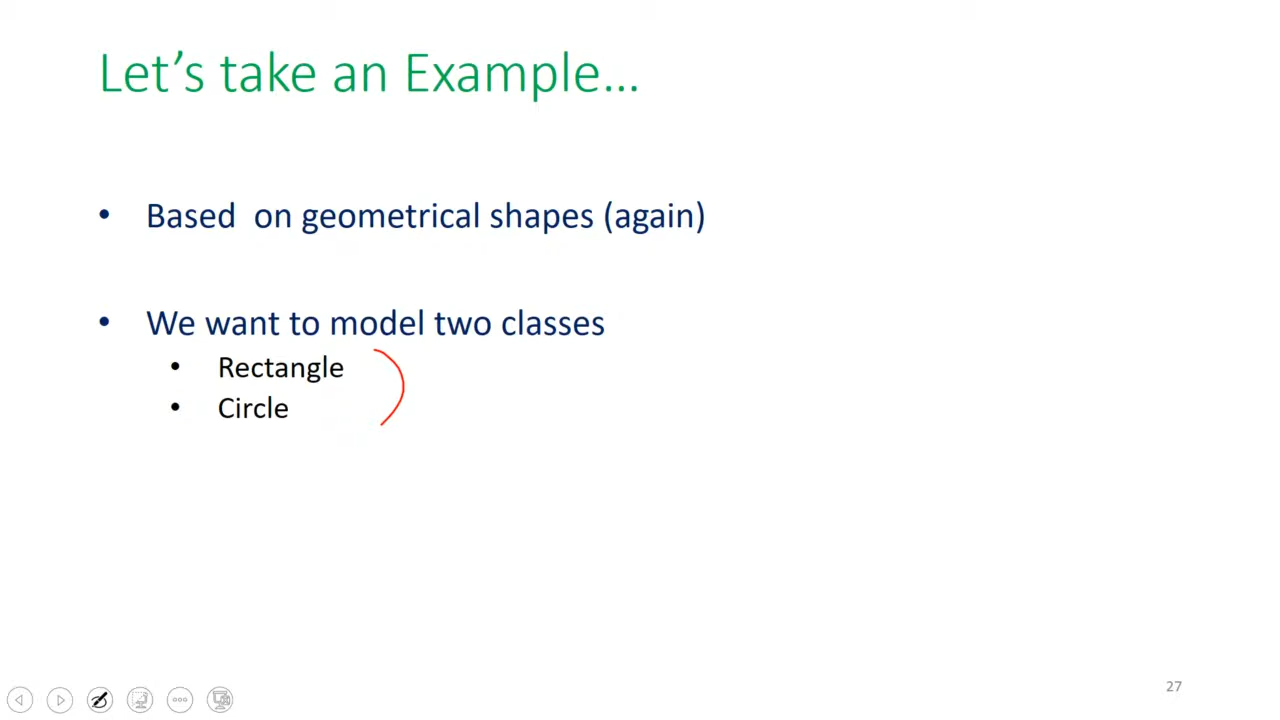 Let’s take an Example…
• Based  on geometrical shapes (again)
• We want to model two classes
• Rectangle
• Circle
27